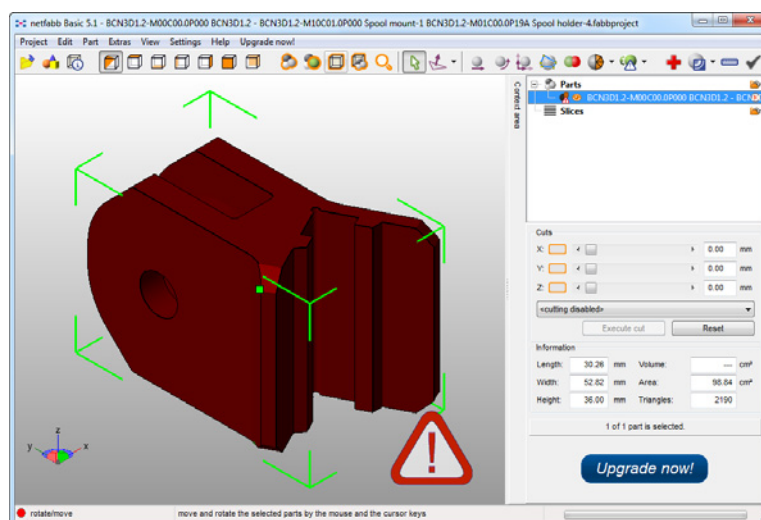 netfabb Basic 5.1 - BCN3D1.2-M00C00.0P000 BCN3D1.2 - BCN3D1.2-M10C01.0P000 Spool mount-1 BCN3D1.2-M01C00.0P19A Spool holder-4.fabbproject
Project Edit Part Extras View Settings Help Upgrade now!
Context area
Parts
BCN3D1.2-M00C00.0P000 BCN3D1.2 -
Slices
Cuts
X: 0.00 mm
Y: 0.00 mm
Z: 0.00 mm
<cutting disabled>
Execute cut Reset
Information
Length: 30.26 mm Volume: --- cm³
Width: 52.62 mm Area: 98.84 cm²
Height: 36.00 mm Triangles: 2190
1 of 1 part is selected.
Upgrade now!
z
y x
rotate/move move and rotate the selected parts by the mouse and the cursor keys